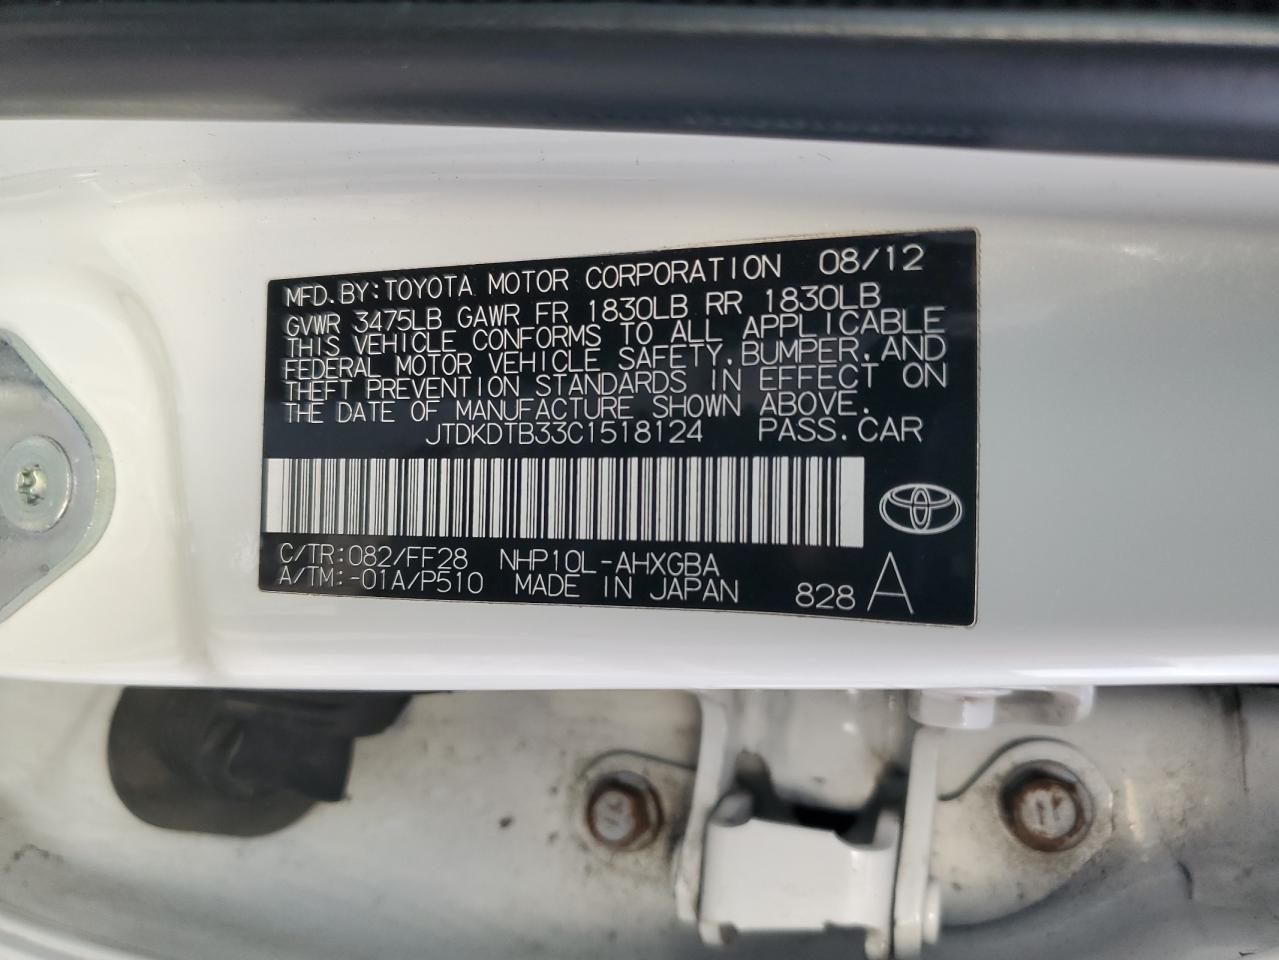 MFD.BY:TOYOTA MOTOR CORPORATION 08/12
GVWR 3475LB GAWR FR 1830LB RR 1830LB
THIS VEHICLE CONFORMS TO ALL APPLICABLE
FEDERAL MOTOR VEHICLE SAFETY,BUMPER,AND
THEFT PREVENTION STANDARDS IN EFFECT ON
THE DATE OF MANUFACTURE SHOWN ABOVE.
JTDKDTB33C1518124 PASS.CAR
C/TR:082/FF28 NHP10L-AHXGBA
A/TM:-01A/P510 MADE IN JAPAN 828 A